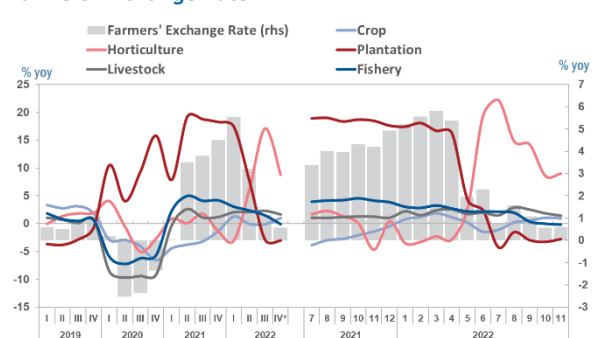 Farmers' Exchange Rate (rhs) Crop
Horticulture Plantation
Livestock Fishery
% yoy % yoy
25 7
20 6
15 5
10 4
5 3
0 2
-5 1
-10 0
-15 -1
-2
-3
I II III IV I II III IV I II III IV I II III IV* 7 8 9 10 11 12 1 2 3 4 5 6 7 8 9 10 11
2019 2020 2021 2022 2021 2022